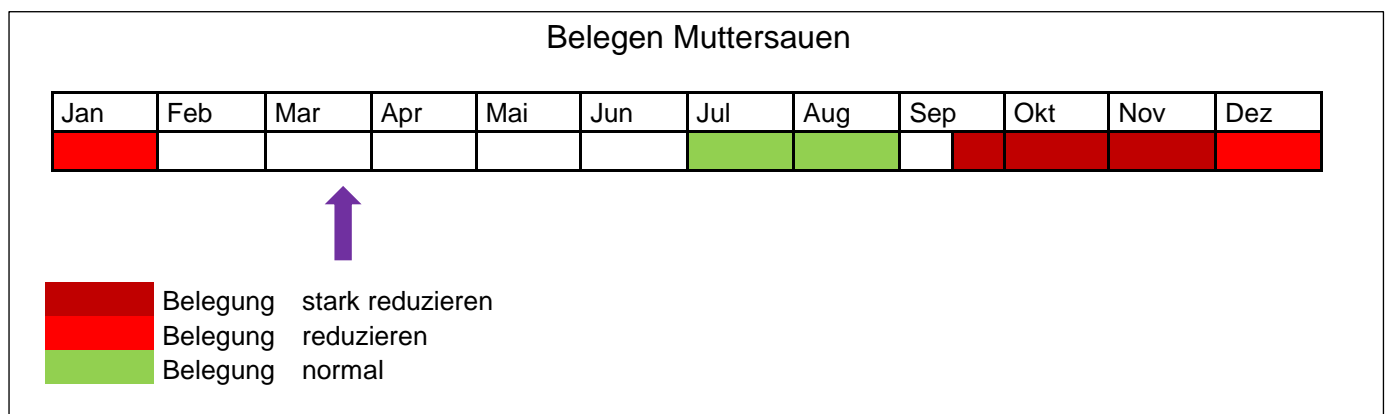 Belegen Muttersauen
Jan Feb Mar Apr Mai Jun Jul Aug Sep Okt Nov Dez
Belegung stark reduzieren
Belegung reduzieren
Belegung normal